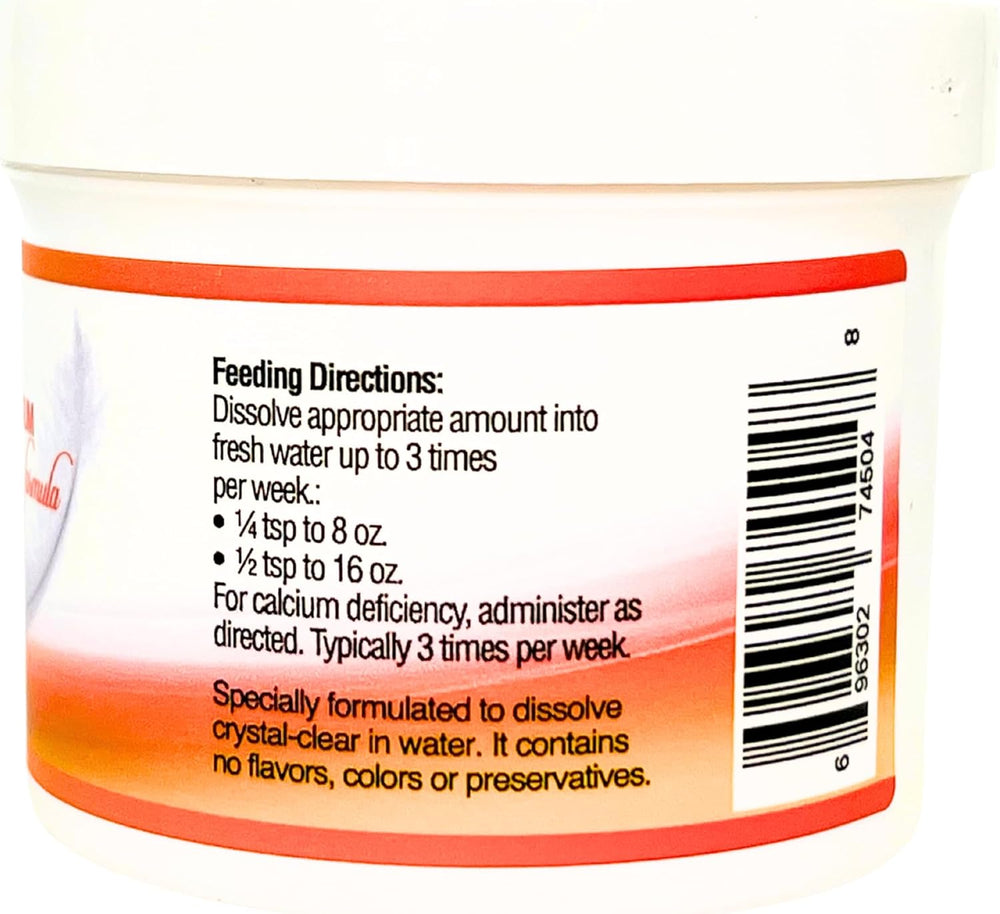 Feeding Directions:
Dissolve appropriate amount into
fresh water up to 3 times
per week.:
• ¼ tsp to 8 oz.
• ½ tsp to 16 oz.
For calcium deficiency, administer as
directed. Typically 3 times per week.
Specially formulated to dissolve
crystal-clear in water. It contains
no flavors, colors or preservatives.
6 96302 74504 8